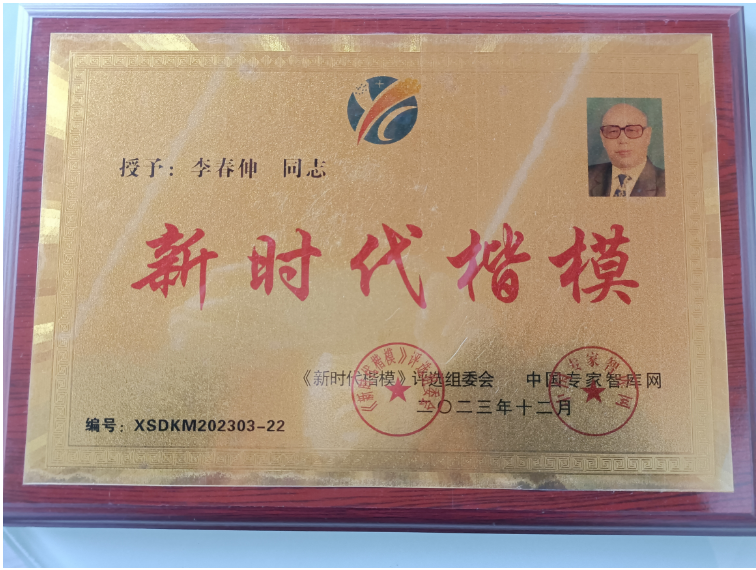 授予：李春伸 同志
新时代楷模
《新时代楷模》评选组委会 中国专家智库网
二〇二三年十二月
编号：XSDKM202303-22